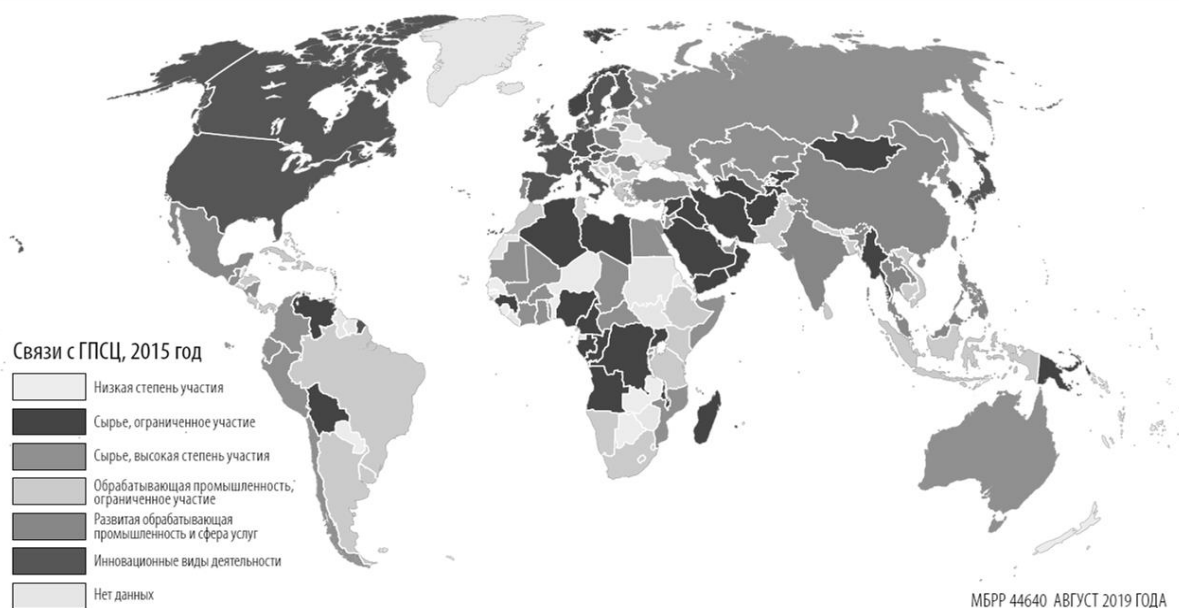 Связи с ГПСЦ, 2015 год
Низкая степень участия
Сырье, ограниченное участие
Сырье, высокая степень участия
Обрабатывающая промышленность,
ограниченное участие
Развитая обрабатывающая
промышленность и сфера услуг
Инновационные виды деятельности
Нет данных
МБРР 44640 АВГУСТ 2019 ГОДА